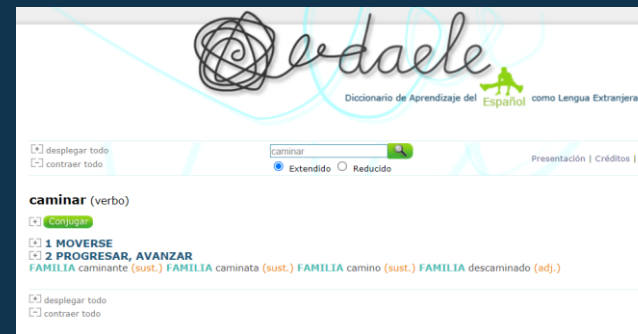 daele
Diccionario de Aprendizaje del Español como Lengua Extranjera
[+] desplegar todo
[-] contraer todo
caminar
Extendido Reducido
Presentación | Créditos |
caminar (verbo)
[+] Conjugar
[+] 1 MOVERSE
[+] 2 PROGRESAR, AVANZAR
FAMILIA caminante (sust.) FAMILIA caminata (sust.) FAMILIA camino (sust.) FAMILIA descaminado (adj.)
[+] desplegar todo
[-] contraer todo